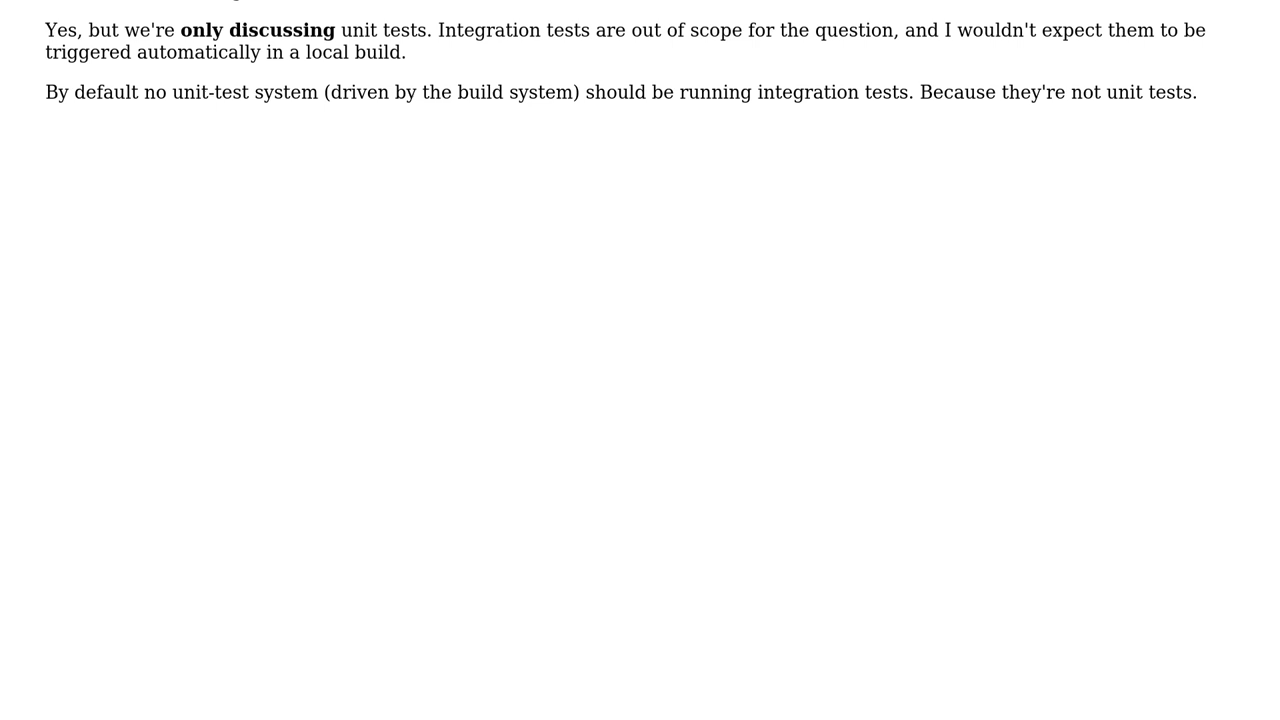 Yes, but we're only discussing unit tests. Integration tests are out of scope for the question, and I wouldn't expect them to be
triggered automatically in a local build.
By default no unit-test system (driven by the build system) should be running integration tests. Because they're not unit tests.